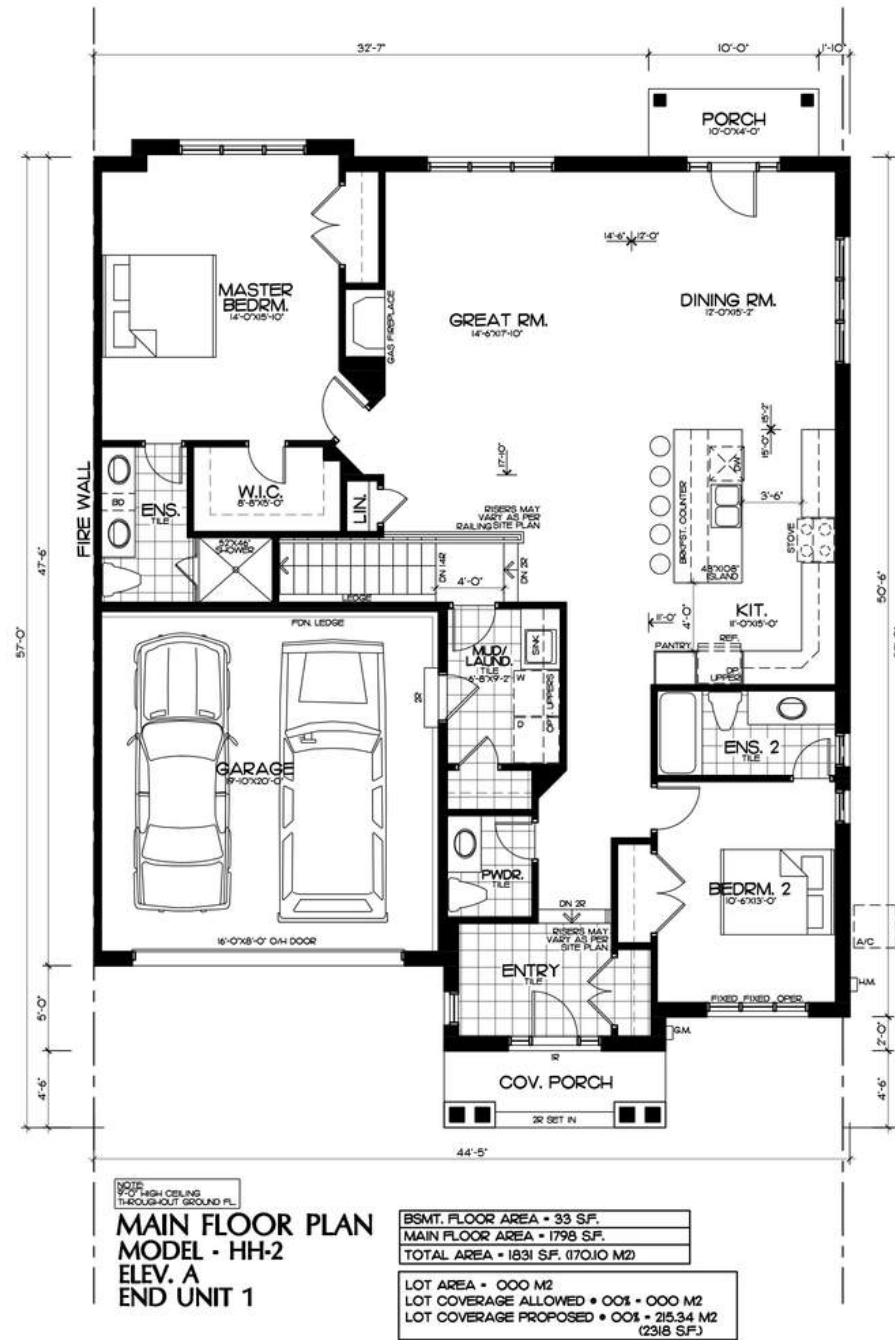 32'-7"
10'-0"
1'-10"
PORCH
10'-0"X4'-0"
14'-6"
12'-0"
MASTER
BEDRM.
14'-0"X15'-10"
GAS FIREPLACE
GREAT RM.
14'-6"X17'-10"
DINING RM.
12'-0"X15'-2"
15'-2"
15'-0"
17'-10"
FIRE WALL
47'-6"
57'-0"
50'-6"
ENS.
TILE
BD
W.I.C.
8'-8"X5'-0"
LIN.
RISERS MAY
VARY AS PER
SITE PLAN
RAILING
52"X46"
SHOWER
DN 14R
DN 2R
4'-0"
LEDGE
BRKFST. COUNTER
DW
3'-6"
STOVE
48"X108"
ISLAND
4'-0"
11'-0"
KIT.
11'-0"X15'-0"
PANTRY
REF.
DP
UPPER
FDN. LEDGE
MUD/
LAUND.
TILE
6'-8"X9'-2"
SINK
W
D
OPT. UPPERS
2R
GARAGE
19'-10"X20'-0"
ENS. 2
TILE
PWDR.
TILE
BEDRM. 2
10'-6"X13'-0"
DN 2R
RISERS MAY
VARY AS PER
SITE PLAN
16'-0"X8'-0" O/H DOOR
ENTRY
TILE
A/C
H.M.
FIXED FIXED OPER.
G.M.
5'-0"
2'-0"
4'-6"
4'-6"
1R
COV. PORCH
2R SET IN
44'-5"
NOTE:
9'-0" HIGH CEILING
THROUGHOUT GROUND FL.
MAIN FLOOR PLAN
MODEL - HH-2
ELEV. A
END UNIT 1
BSMT. FLOOR AREA = 33 S.F.
MAIN FLOOR AREA = 1798 S.F.
TOTAL AREA = 1831 S.F. (170.10 M2)
LOT AREA = 000 M2
LOT COVERAGE ALLOWED @ 00% = 000 M2
LOT COVERAGE PROPOSED @ 00% = 215.34 M2
(2318 S.F.)